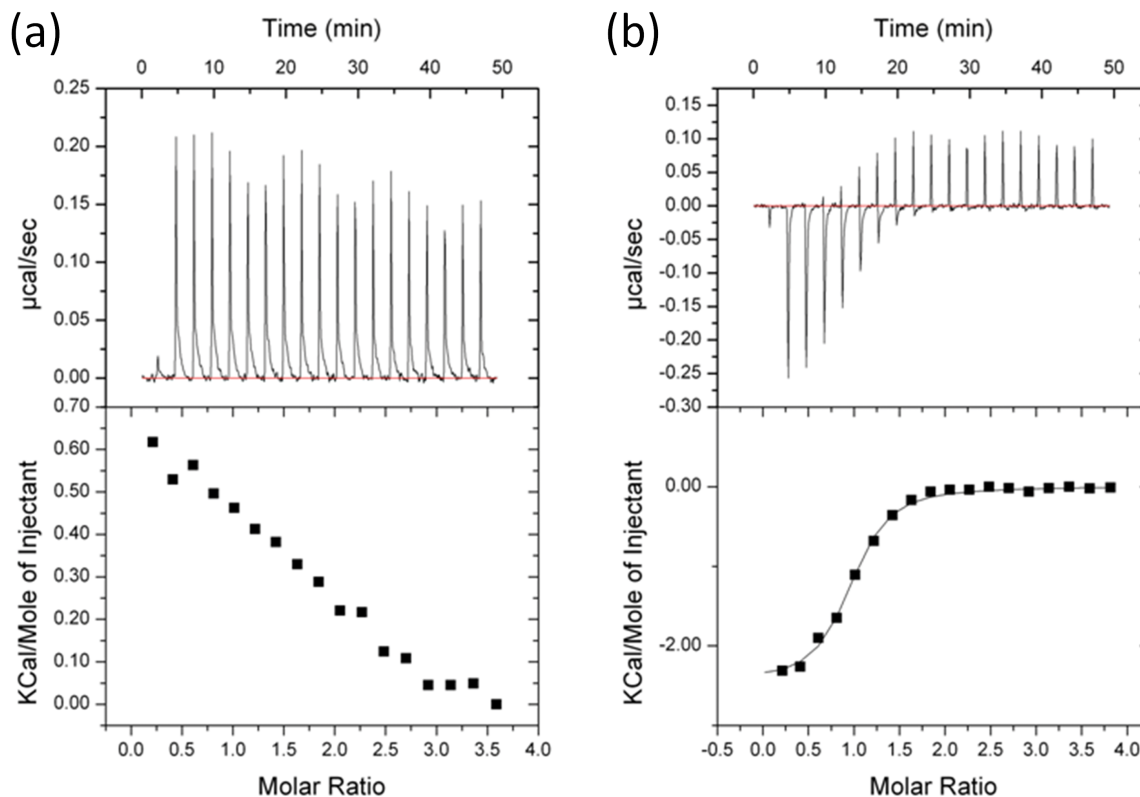 (a)
Time (min)
0 10 20 30 40 50
0.25
0.20
0.15
0.10
0.05
0.00
µcal/sec
0.70
0.60
0.50
0.40
0.30
0.20
0.10
0.00
KCal/Mole of Injectant
0.0 0.5 1.0 1.5 2.0 2.5 3.0 3.5 4.0
Molar Ratio
(b)
Time (min)
0 10 20 30 40 50
0.15
0.10
0.05
0.00
-0.05
-0.10
-0.15
-0.20
-0.25
-0.30
µcal/sec
0.00
-2.00
KCal/Mole of Injectant
-0.5 0.0 0.5 1.0 1.5 2.0 2.5 3.0 3.5 4.0
Molar Ratio